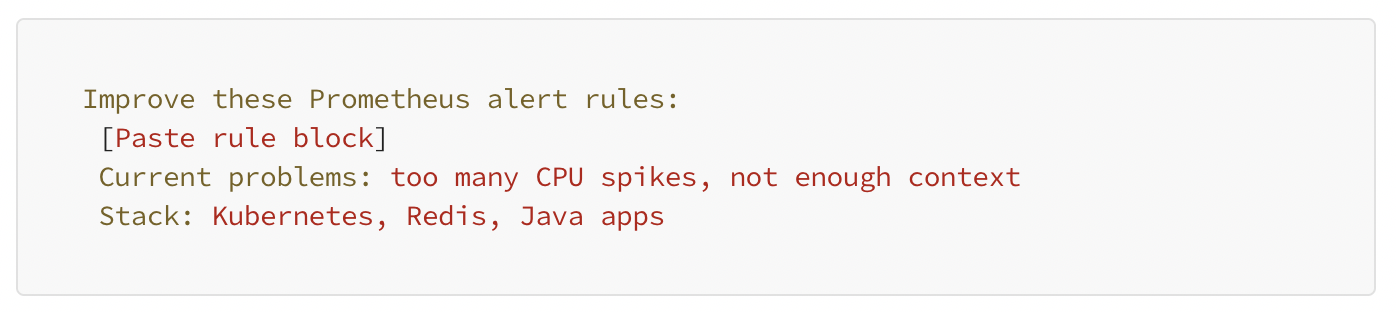 Improve these Prometheus alert rules:
[Paste rule block]
Current problems: too many CPU spikes, not enough context
Stack: Kubernetes, Redis, Java apps